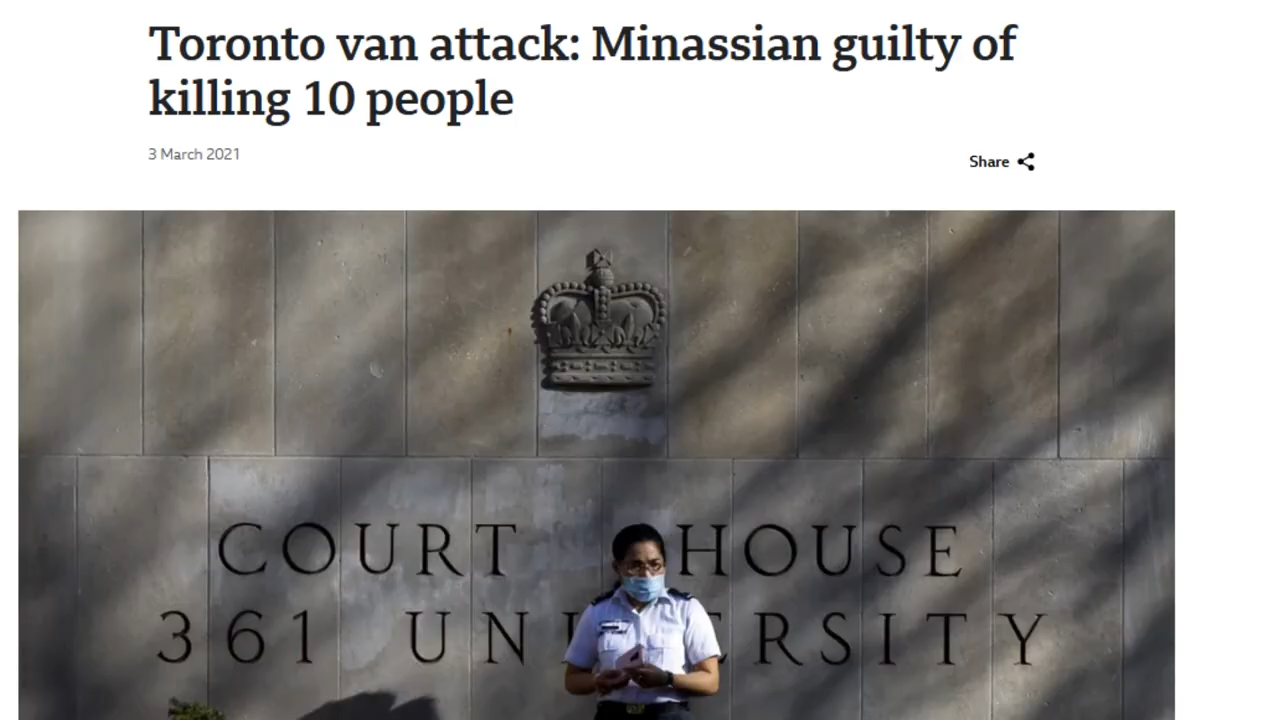 Toronto van attack: Minassian guilty of
killing 10 people
3 March 2021
Share
COURT HOUSE
361 UN ERSITY